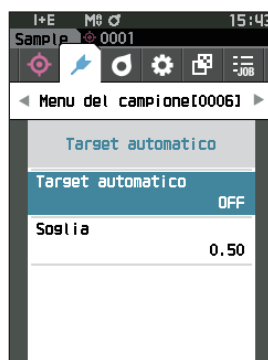 I+E M 15:43
Sample 0001
JOB
Menu del campione[0006]
Target automatico
Target automatico
OFF
Soglia
0.50